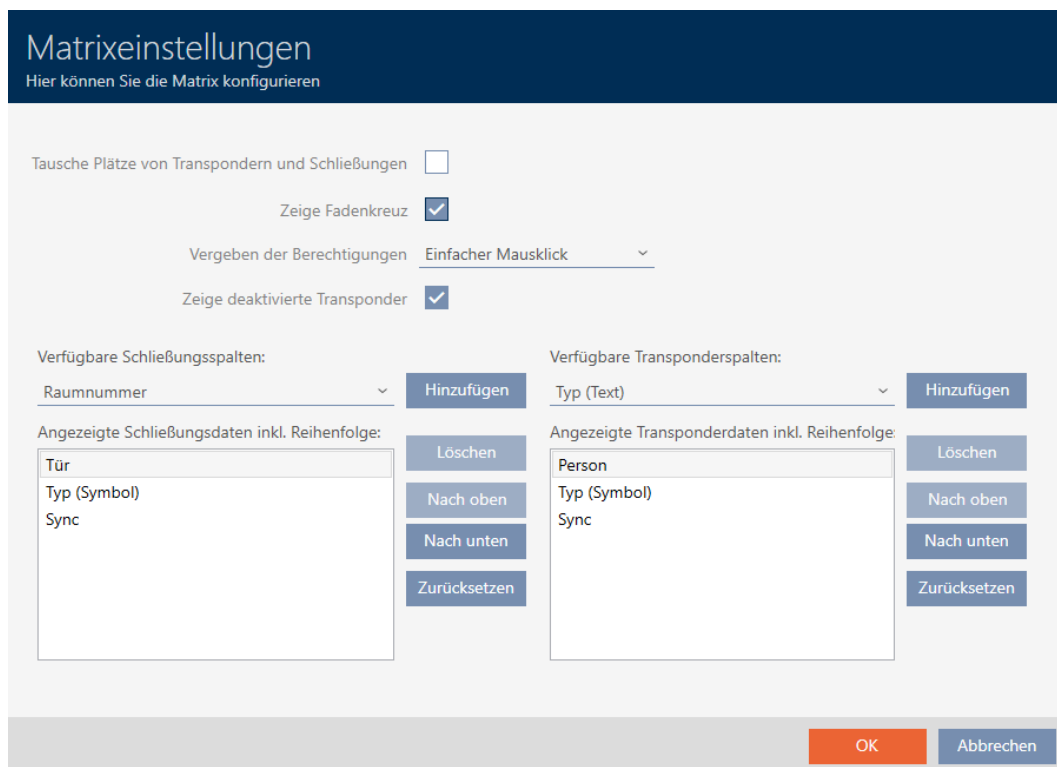 Matrixeinstellungen
Hier können Sie die Matrix konfigurieren
Tausche Plätze von Transpondern und Schließungen
Zeige Fadenkreuz
Vergeben der Berechtigungen Einfacher Mausklick
Zeige deaktivierte Transponder
Verfügbare Schließungsspalten:
Raumnummer Hinzufügen
Angezeigte Schließungsdaten inkl. Reihenfolge:
Tür
Typ (Symbol)
Sync
Löschen
Nach oben
Nach unten
Zurücksetzen
Verfügbare Transponderspalten:
Typ (Text) Hinzufügen
Angezeigte Transponderdaten inkl. Reihenfolge:
Person
Typ (Symbol)
Sync
Löschen
Nach oben
Nach unten
Zurücksetzen
OK Abbrechen